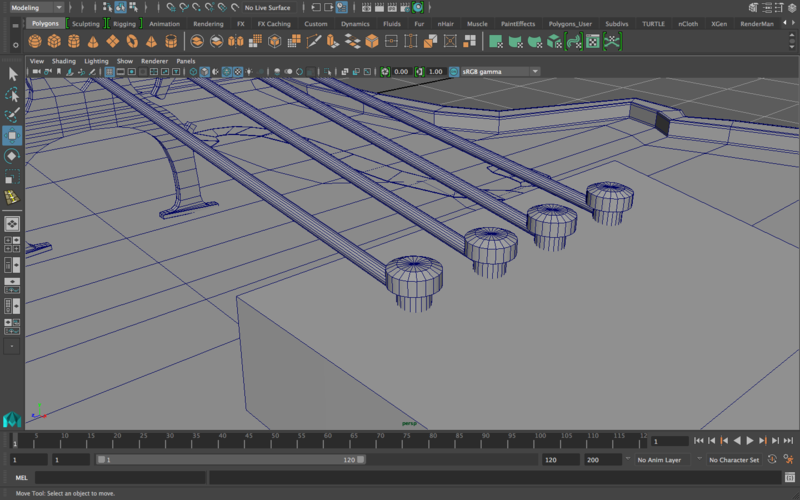 Modeling No Live Surface
Polygons Sculpting Rigging Animation Rendering FX FX Caching Custom Dynamics Fluids Fur nHair Muscle PaintEffects Polygons_User Subdivs TURTLE nCloth XGen RenderMan
View Shading Lighting Show Renderer Panels
0.00 1.00 sRGB gamma
persp
5 10 15 20 25 30 35 40 45 50 55 60 65 70 75 80 85 90 95 100 105 110 115 12
1 1
1 1 1 120 120 200 No Anim Layer No Character Set
MEL
Move Tool: Select an object to move.